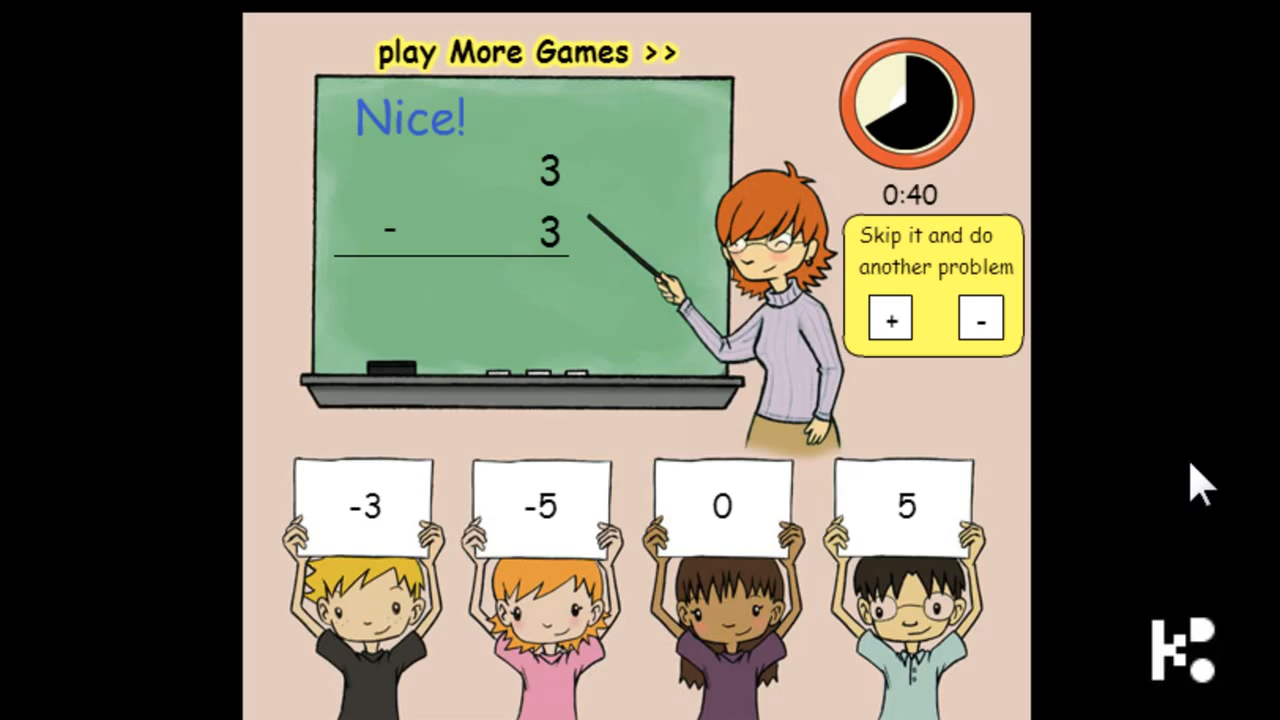 play More Games >>
Nice!
3
- 3
0:40
Skip it and do
another problem
+ -
-3 -5 0 5
K